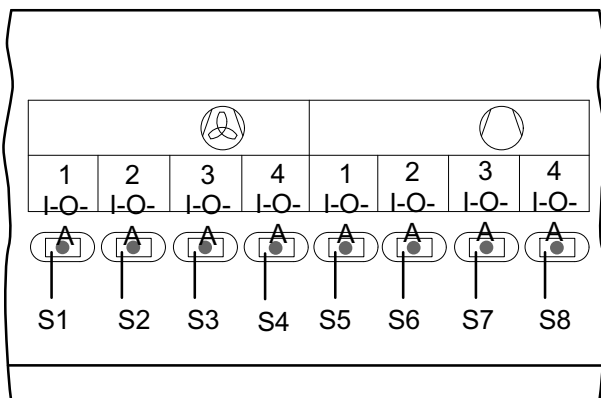 1 2 3 4 1 2 3 4
I-O- I-O- I-O- I-O- I-O- I-O- I-O- I-O-
A A A A A A A A
S1 S2 S3 S4 S5 S6 S7 S8